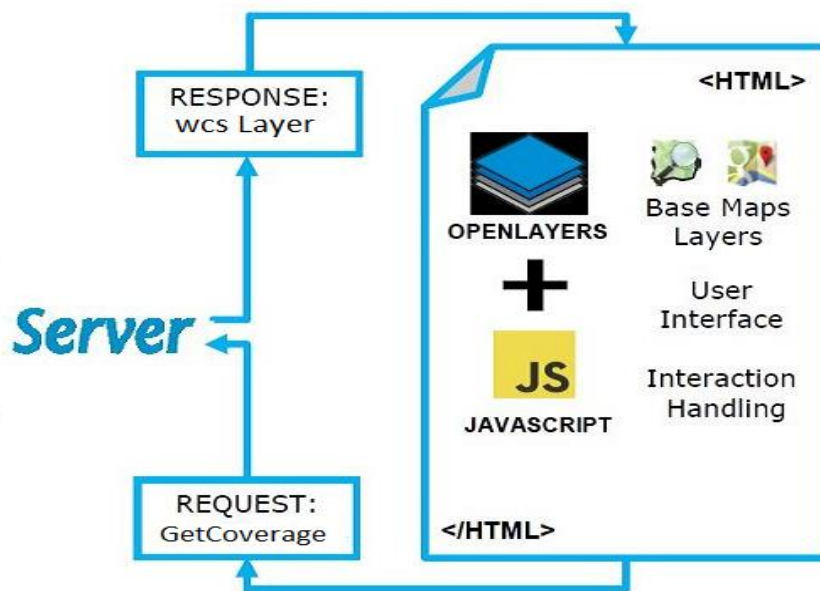 RESPONSE:
wcs Layer
<HTML>
OPENLAYERS
Base Maps
Layers
+
User
Interface
Server
JS
JAVASCRIPT
Interaction
Handling
REQUEST:
GetCoverage
</HTML>